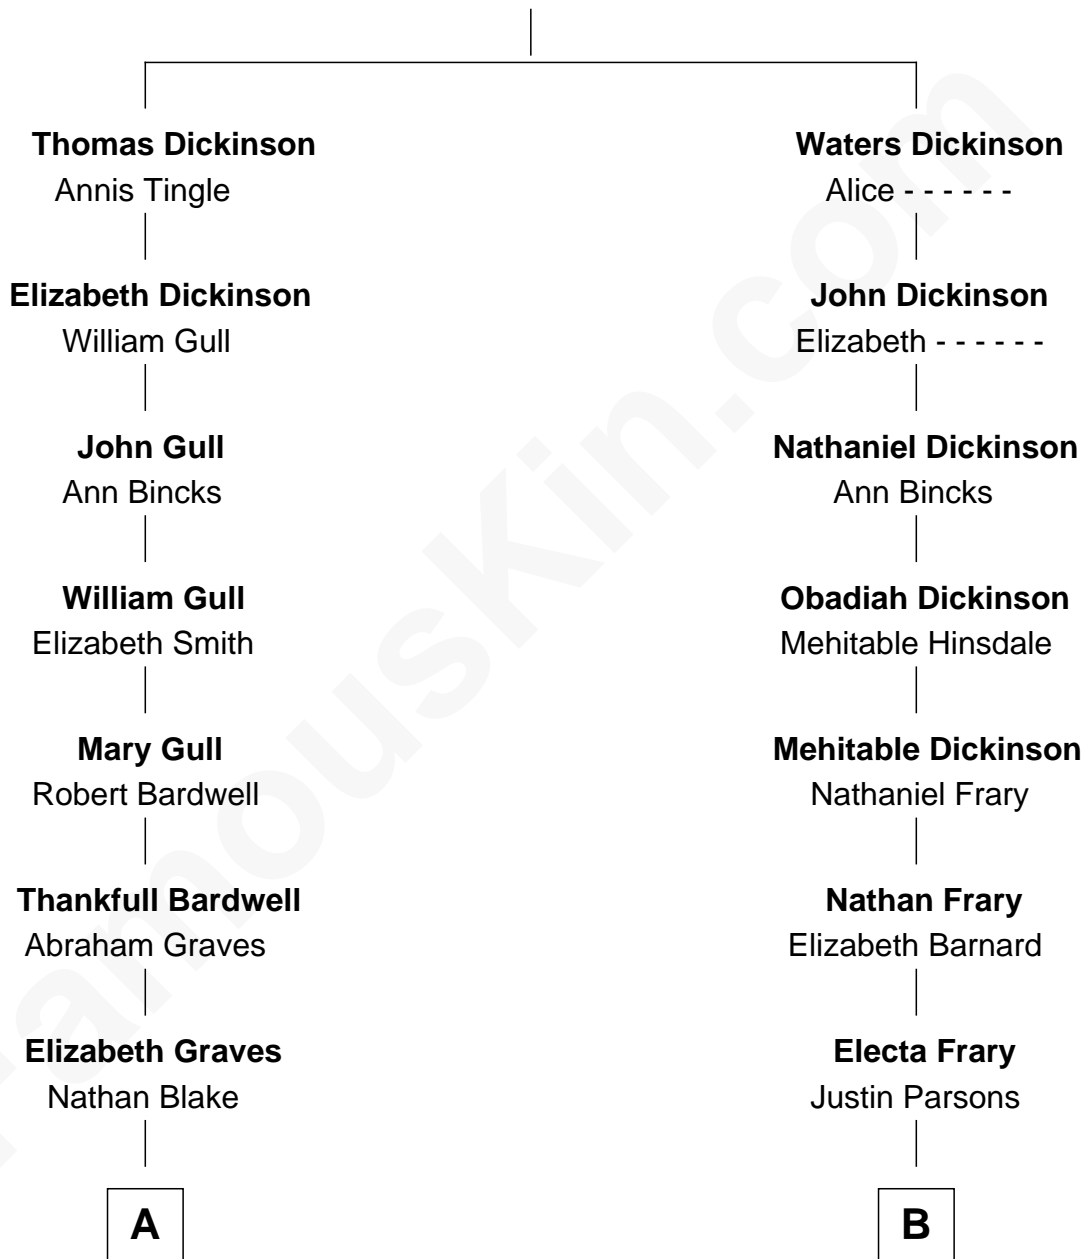 Thomas Dickinson
Annis Tingle
Elizabeth Dickinson
William Gull
John Gull
Ann Bincks
William Gull
Elizabeth Smith
Mary Gull
Robert Bardwell
Thankfull Bardwell
Abraham Graves
Elizabeth Graves
Nathan Blake
A
Waters Dickinson
Alice - - - - - -
John Dickinson
Elizabeth - - - - - -
Nathaniel Dickinson
Ann Bincks
Obadiah Dickinson
Mehitable Hinsdale
Mehitable Dickinson
Nathaniel Frary
Nathan Frary
Elizabeth Barnard
Electa Frary
Justin Parsons
B
FamousKin.com